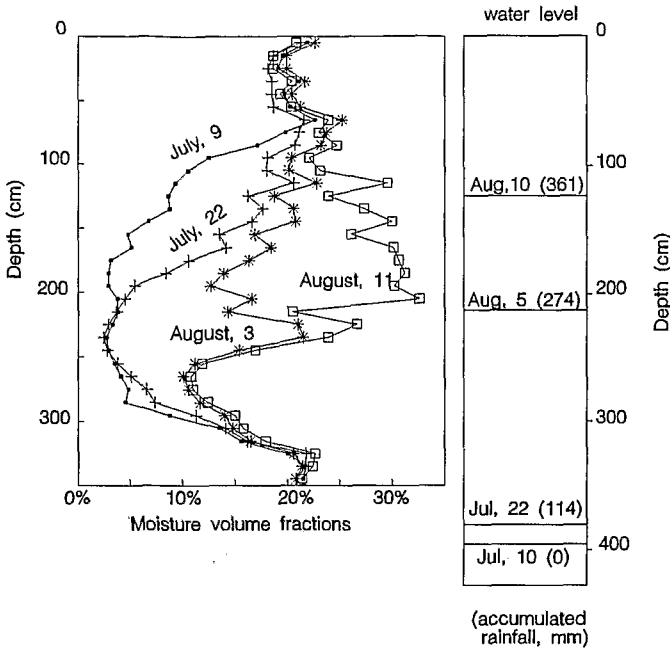 water level
0
100
200
300
Depth (cm)
0%
10%
20%
30%
Moisture volume fractions
July, 9
July, 22
August, 11
August, 3
0
100
200
300
400
Depth (cm)
Aug, 10 (361)
Aug, 5 (274)
Jul, 22 (114)
Jul, 10 (0)
(accumulated
rainfall, mm)